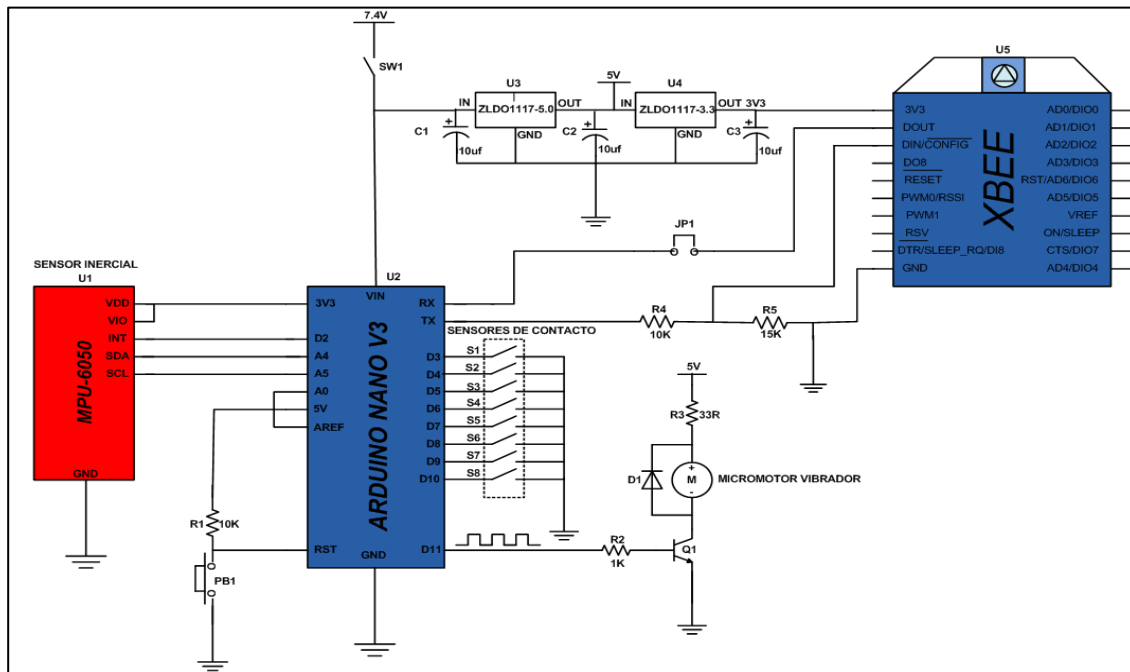 7.4V
SW1
U3
IN ZLDO1117-5.0 OUT
GND
C1
10uf
5V
C2
10uf
U4
IN ZLDO1117-3.3 OUT 3V3
GND
C3
10uf
U5
XBEE
3V3
DOUT
DIN/CONFIG
DO8
RESET
PWM0/RSSI
PWM1
RSV
DTR/SLEEP_RQ/DI8
GND
AD0/DIO0
AD1/DIO1
AD2/DIO2
AD3/DIO3
RST/AD6/DIO6
AD5/DIO5
VREF
ON/SLEEP
CTS/DIO7
AD4/DIO4
JP1
SENSOR INERCIAL
U1
MPU-6050
VDD
VIO
INT
SDA
SCL
GND
U2
ARDUINO NANO V3
VIN
3V3
D2
A4
A5
A0
5V
AREF
RST
GND
RX
TX
D3
D4
D5
D6
D7
D8
D9
D10
D11
SENSORES DE CONTACTO
S1
S2
S3
S4
S5
S6
S7
S8
R4
10K
R5
15K
5V
R3 33R
D1
M
+
-
MICROMOTOR VIBRADOR
R2
1K
Q1
R1 10K
PB1